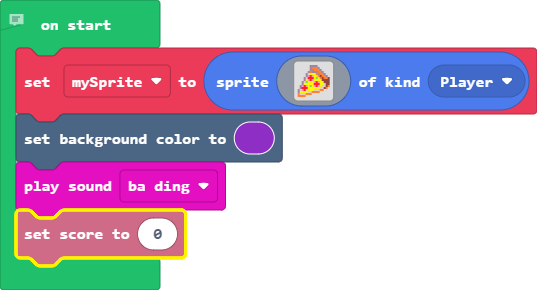 on start
set mySprite to sprite of kind Player
set background color to
play sound ba ding
set score to 0